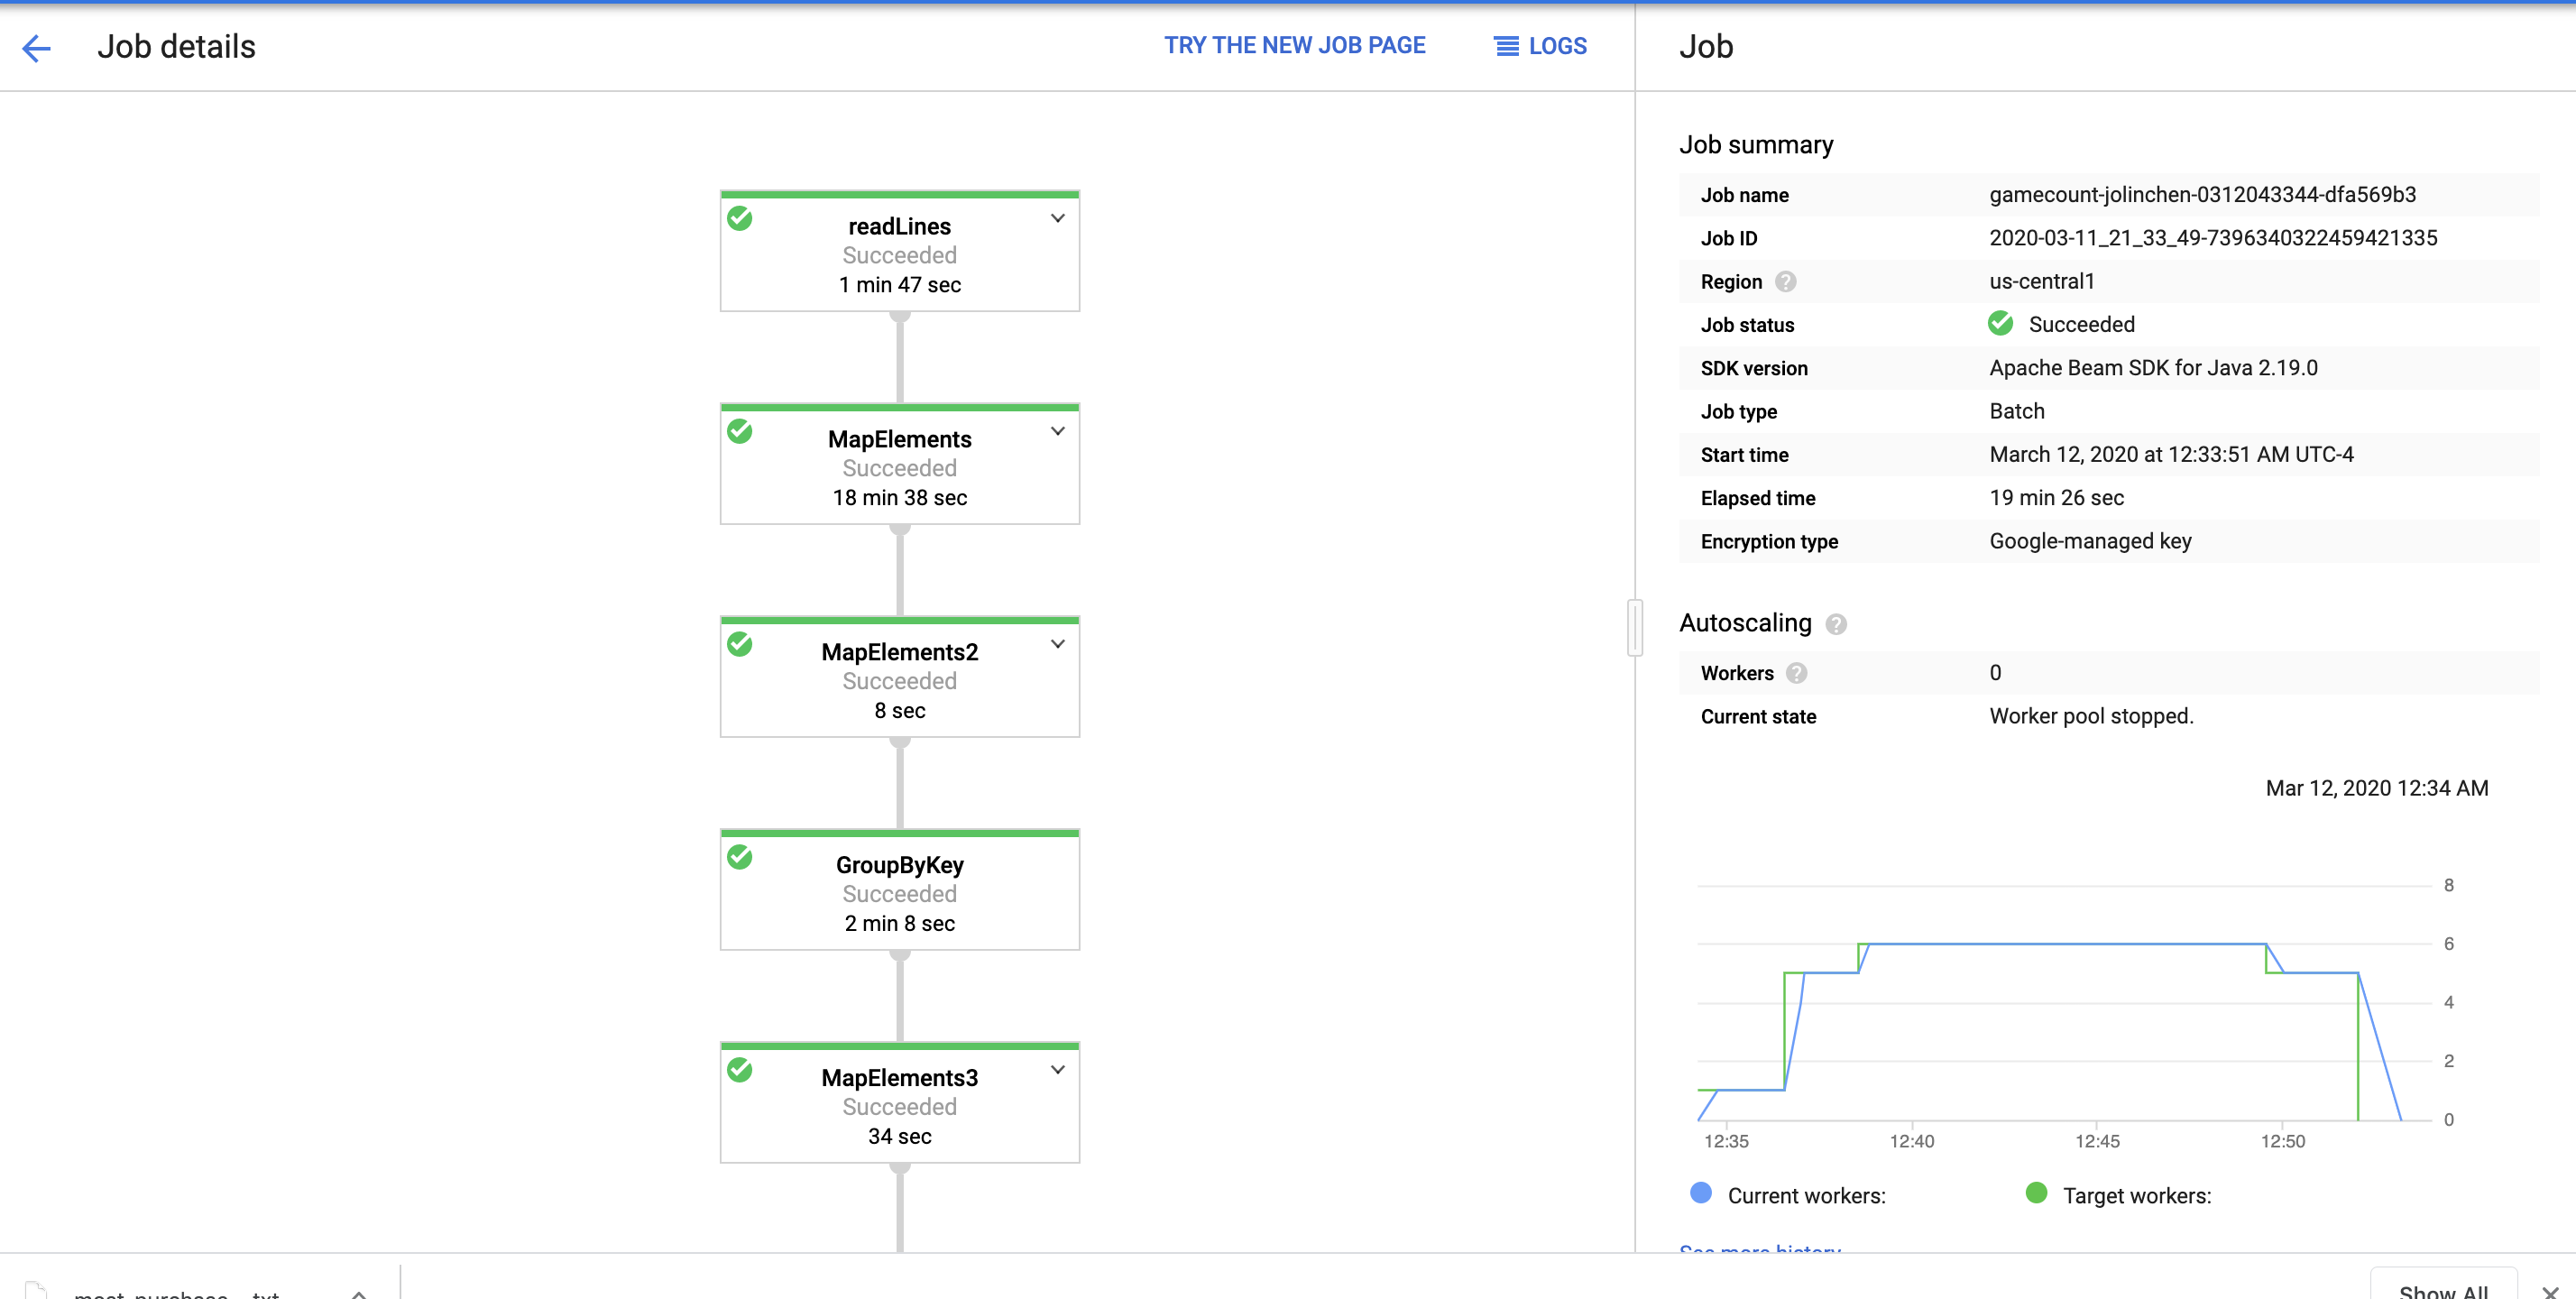 Job details
TRY THE NEW JOB PAGE
LOGS
readLines
Succeeded
1 min 47 sec
MapElements
Succeeded
18 min 38 sec
MapElements2
Succeeded
8 sec
GroupByKey
Succeeded
2 min 8 sec
MapElements3
Succeeded
34 sec
Job
Job summary
Job name gamecount-jolinchen-0312043344-dfa569b3
Job ID 2020-03-11_21_33_49-7396340322459421335
Region ? us-central1
Job status Succeeded
SDK version Apache Beam SDK for Java 2.19.0
Job type Batch
Start time March 12, 2020 at 12:33:51 AM UTC-4
Elapsed time 19 min 26 sec
Encryption type Google-managed key
Autoscaling ?
Workers ? 0
Current state Worker pool stopped.
Mar 12, 2020 12:34 AM
8
6
4
2
0
12:35 12:40 12:45 12:50
Current workers: Target workers:
See more history
Show All